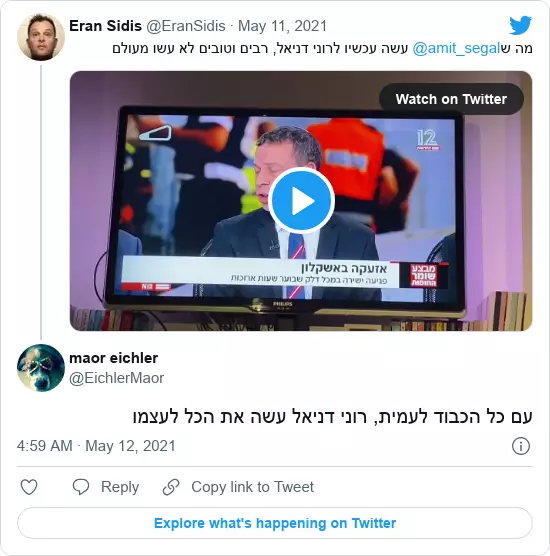 Eran Sidis @EranSidis · May 11, 2021
מה ש@amit_segal עשה עכשיו לרוני דניאל, רבים וטובים לא עשו מעולם
Watch on Twitter
12
אזעקה באשקלון
פגיעה ישירה במכל דלק שבוער שעות ארוכות
מבצע
שומר
החומות
PHILIPS
maor eichler
@EichlerMaor
עם כל הכבוד לעמית, רוני דניאל עשה את הכל לעצמו
4:59 AM · May 12, 2021
Reply
Copy link to Tweet
Explore what's happening on Twitter